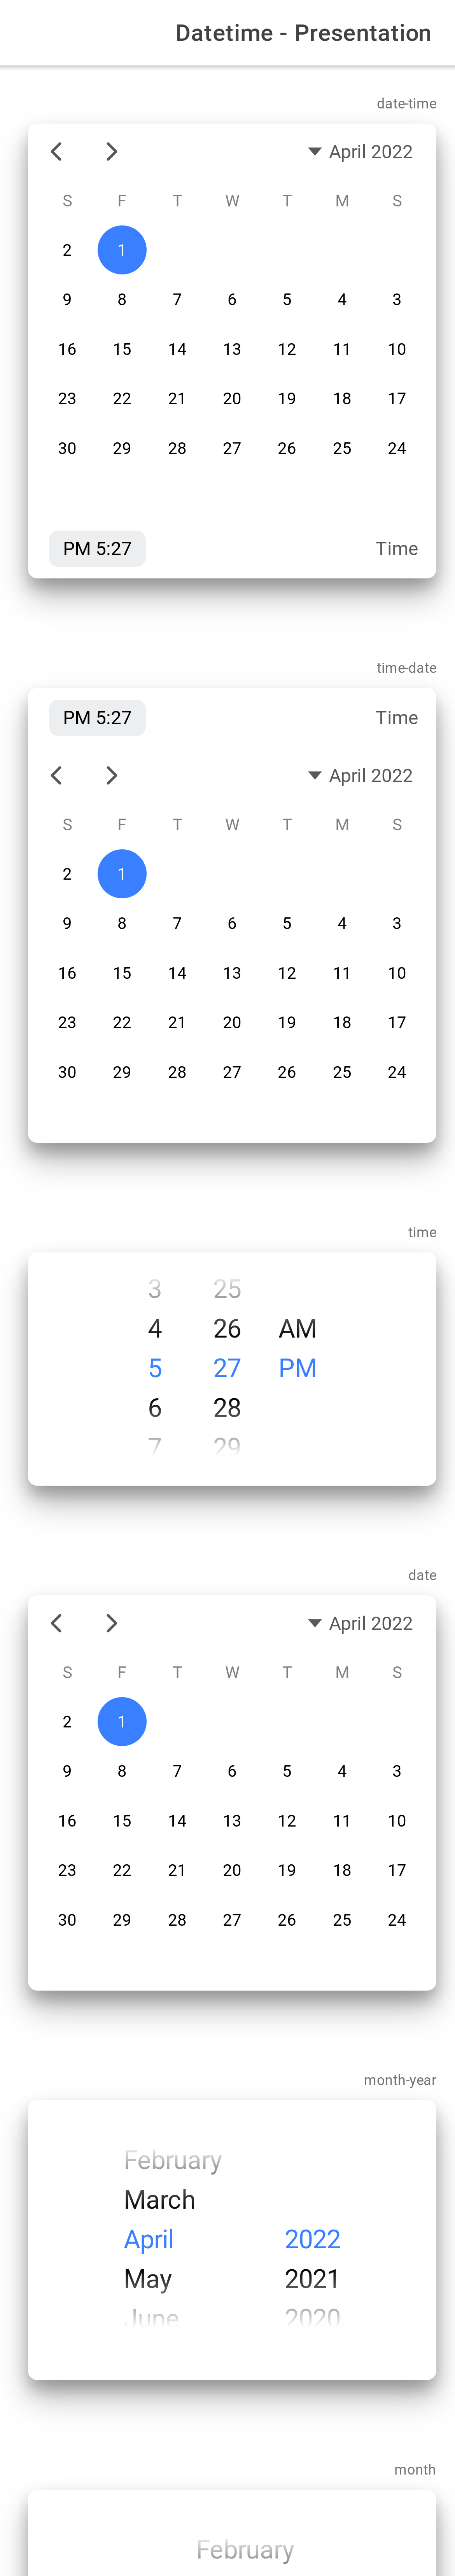 Datetime - Presentation
date-time
April 2022
S F T W T M S
2 1
9 8 7 6 5 4 3
16 15 14 13 12 11 10
23 22 21 20 19 18 17
30 29 28 27 26 25 24
PM 5:27 Time
time-date
PM 5:27 Time
April 2022
S F T W T M S
2 1
9 8 7 6 5 4 3
16 15 14 13 12 11 10
23 22 21 20 19 18 17
30 29 28 27 26 25 24
time
3 25
4 26 AM
5 27 PM
6 28
7 29
date
April 2022
S F T W T M S
2 1
9 8 7 6 5 4 3
16 15 14 13 12 11 10
23 22 21 20 19 18 17
30 29 28 27 26 25 24
month-year
February
March
April 2022
May 2021
June 2020
month
February